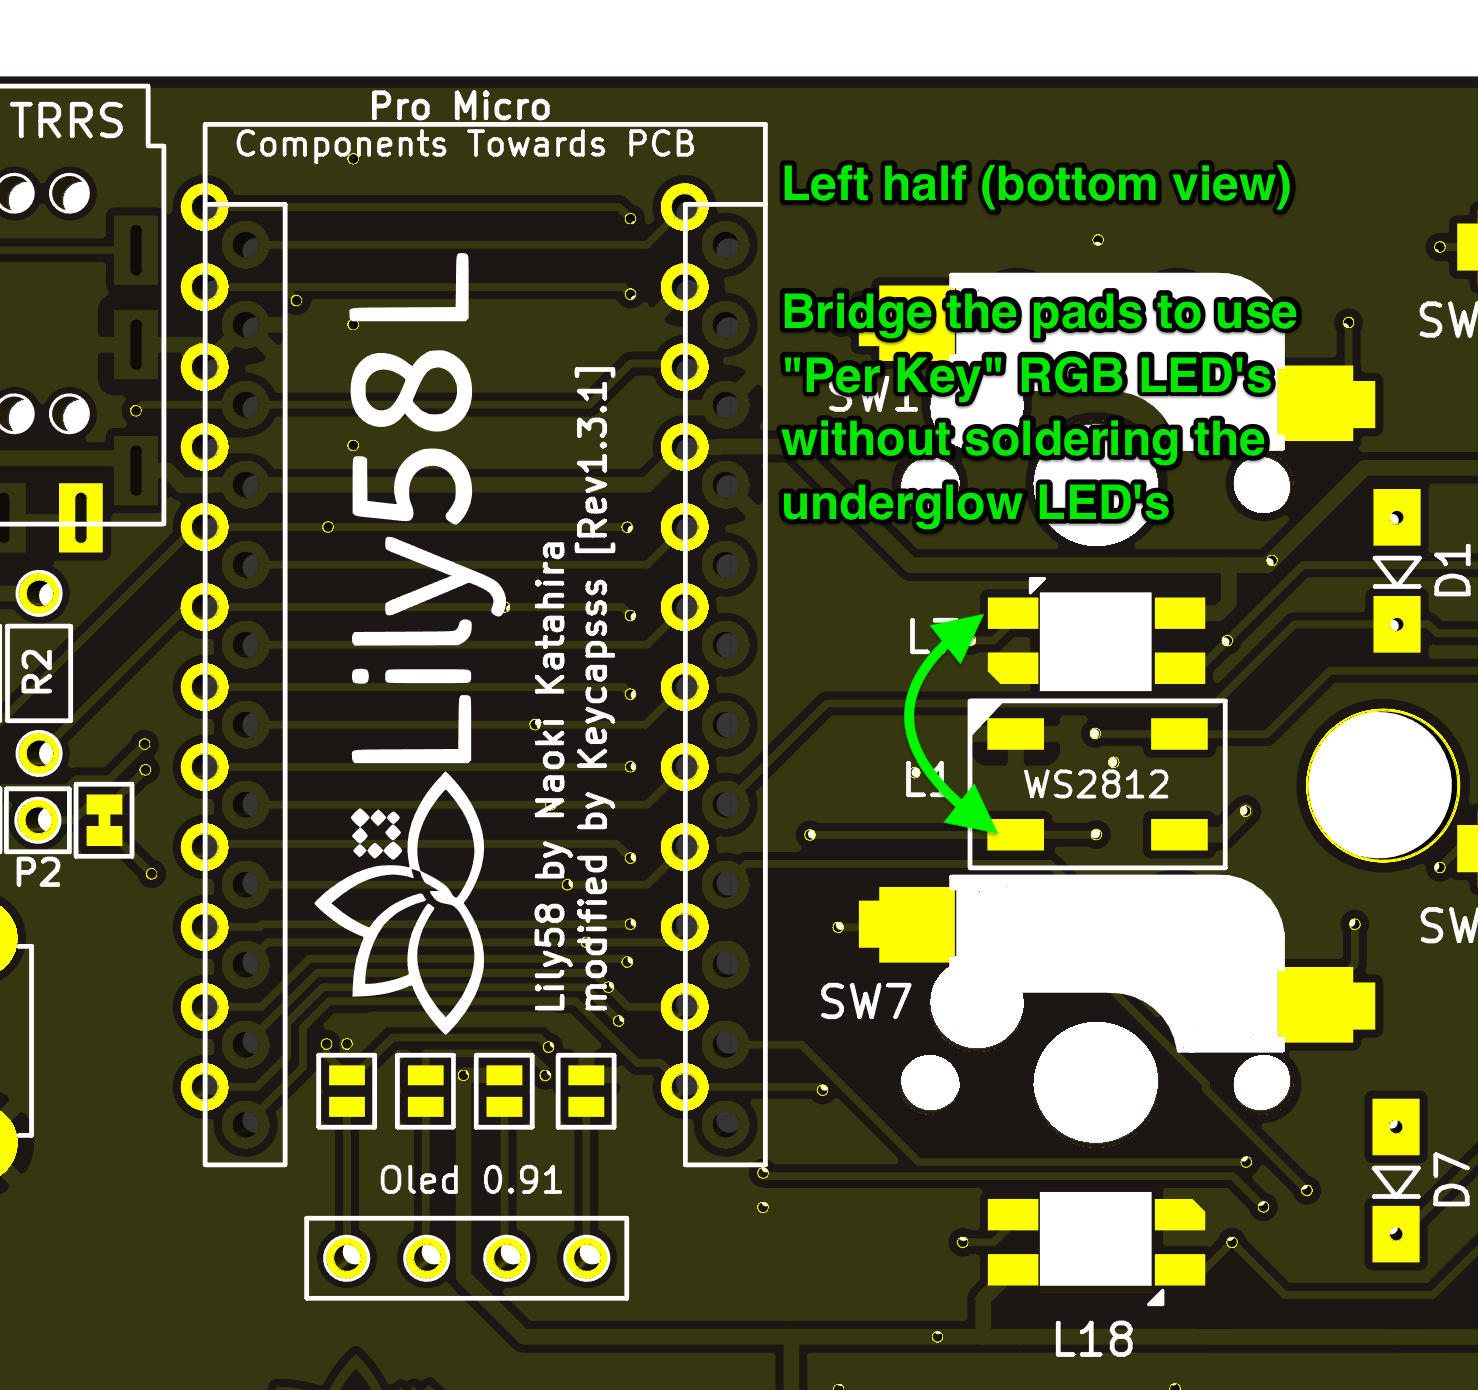 TRRS
Pro Micro
Components Towards PCB
Left half (bottom view)
Bridge the pads to use
"Per Key" RGB LED's
without soldering the
underglow LED's
SW1
SW
Lily58 L
Lily58 by Naoki Katahira
modified by Keycapsss [Rev1.3.1]
D1
R2
L1
WS2812
P2
SW
SW7
D7
Oled 0.91
L18